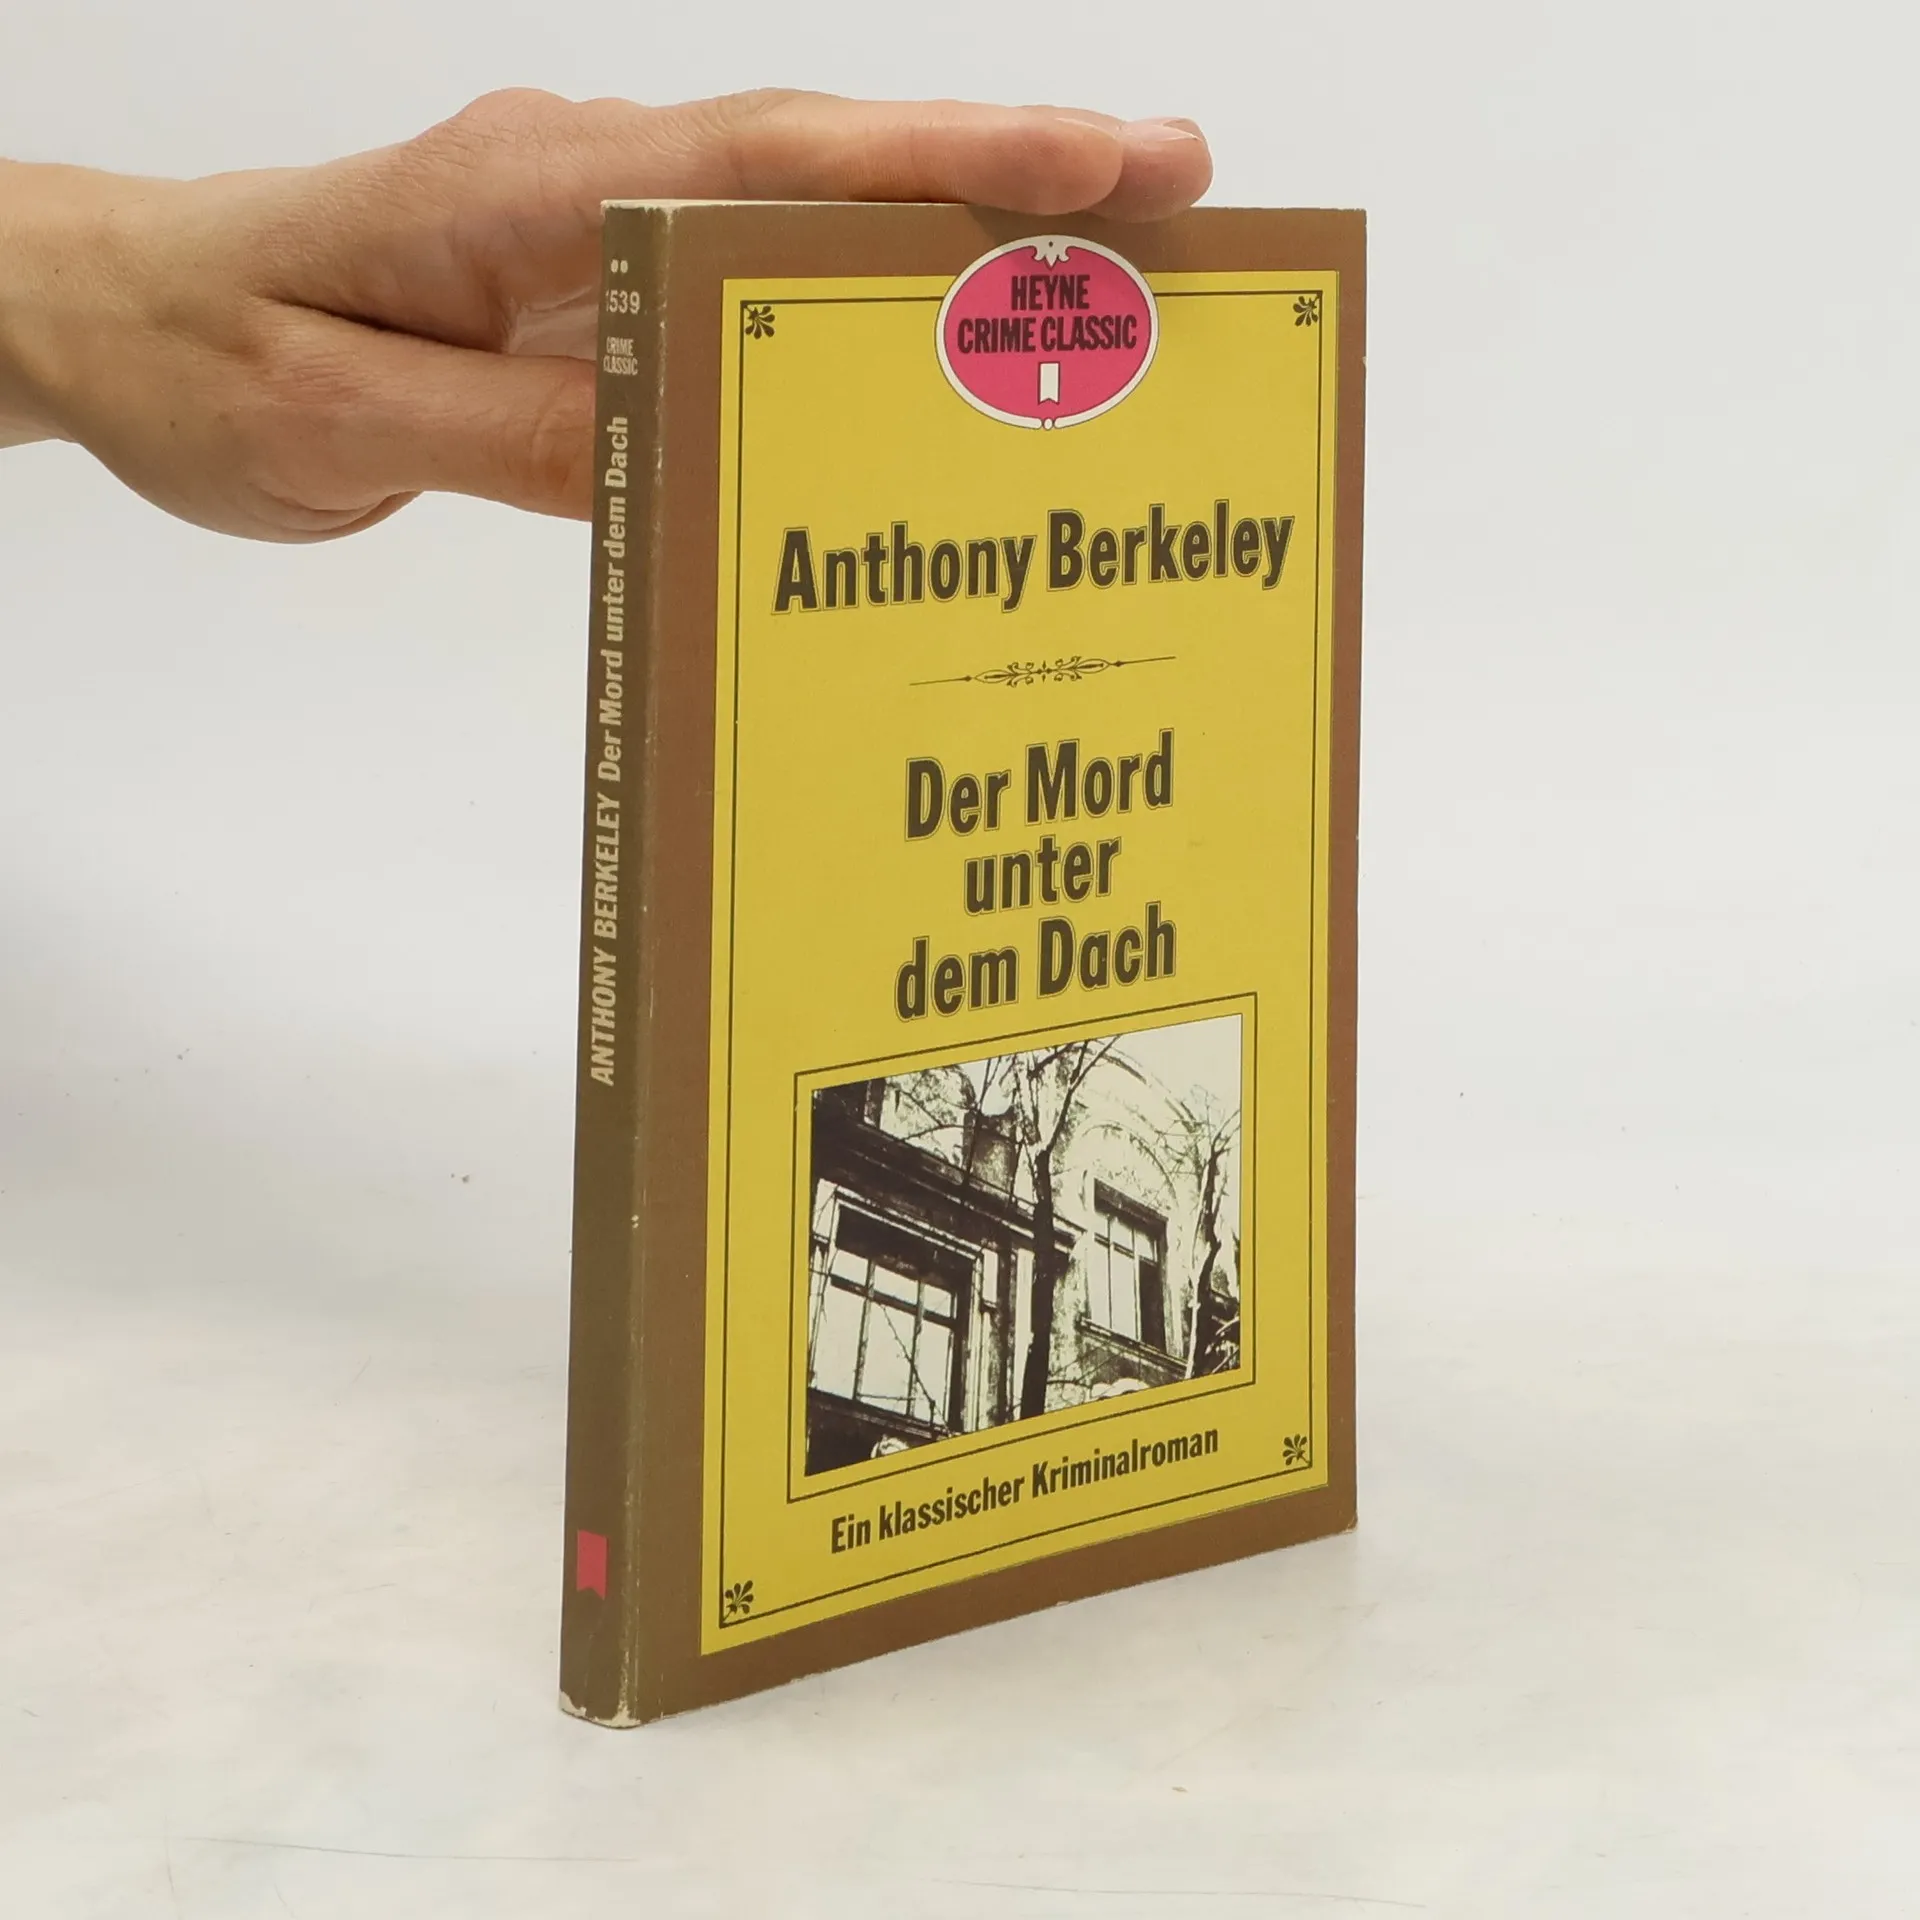 HEYNE
CRIME CLASSIC
Anthony Berkeley
Der Mord
unter
dem Dach
Ein klassischer Kriminalroman
1539
CRIME
CLASSIC
ANTHONY BERKELEY Der Mord unter dem Dach